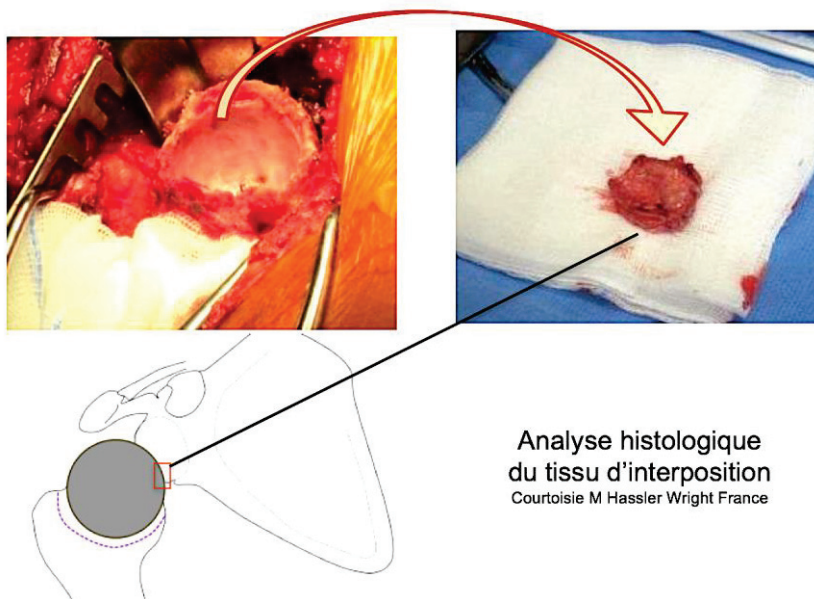 Analyse histologique
du tissu d'interposition
Courtoisie M Hassler Wright France